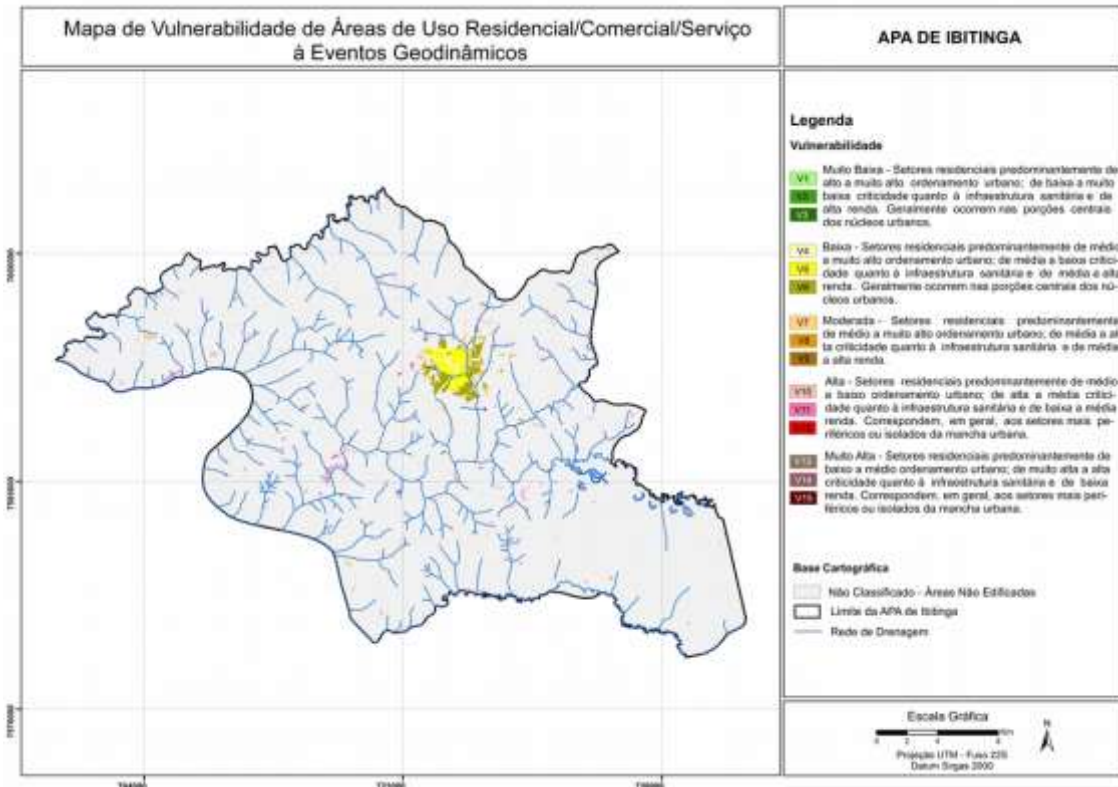 Mapa de Vulnerabilidade de Áreas de Uso Residencial/Comercial/Serviço
à Eventos Geodinâmicos
APA DE IBITINGA
Legenda
Vulnerabilidade
V1
Muito Baixa - Setores residenciais predominantemente de
alto a muito alto ordenamento urbano; de baixa a muito
V2
baixa criticidade quanto à infraestrutura sanitária e de
V3
alta renda. Geralmente ocorrem nas porções centrais
dos núcleos urbanos.
V4
Baixa - Setores residenciais predominantemente de médio
V5
a muito alto ordenamento urbano; de média a baixa critici-
dade quanto à infraestrutura sanitária e de média a alta
V6
renda. Geralmente ocorrem nas porções centrais dos nú-
cleos urbanos.
V7
Moderada - Setores residenciais predominantemente
V8
de médio a muito alto ordenamento urbano; de média a al
ta criticidade quanto à infraestrutura sanitária e de média
V9
a alta renda.
V10
Alta - Setores residenciais predominantemente de médio
a baixo ordenamento urbano; de alta a média critici-
V11
dade quanto à infraestrutura sanitária e de baixa a média
renda. Correspondem, em geral, aos setores mais pe-
riféricos ou isolados da mancha urbana.
V13
Muito Alta - Setores residenciais predominantemente de
baixo a médio ordenamento urbano; de muito alta a alta
V14
criticidade quanto à infraestrutura sanitária e de baixa
V15
renda. Correspondem, em geral, aos setores mais peri-
féricos ou isolados da mancha urbana.
Base Cartográfica
Não Classificado - Áreas Não Edificadas
Limite da APA de Ibitinga
Rede de Drenagem
Escala Gráfica
N
0 2 4 8
Km
Projeção UTM - Fuso 22S
Datum Sirgas 2000